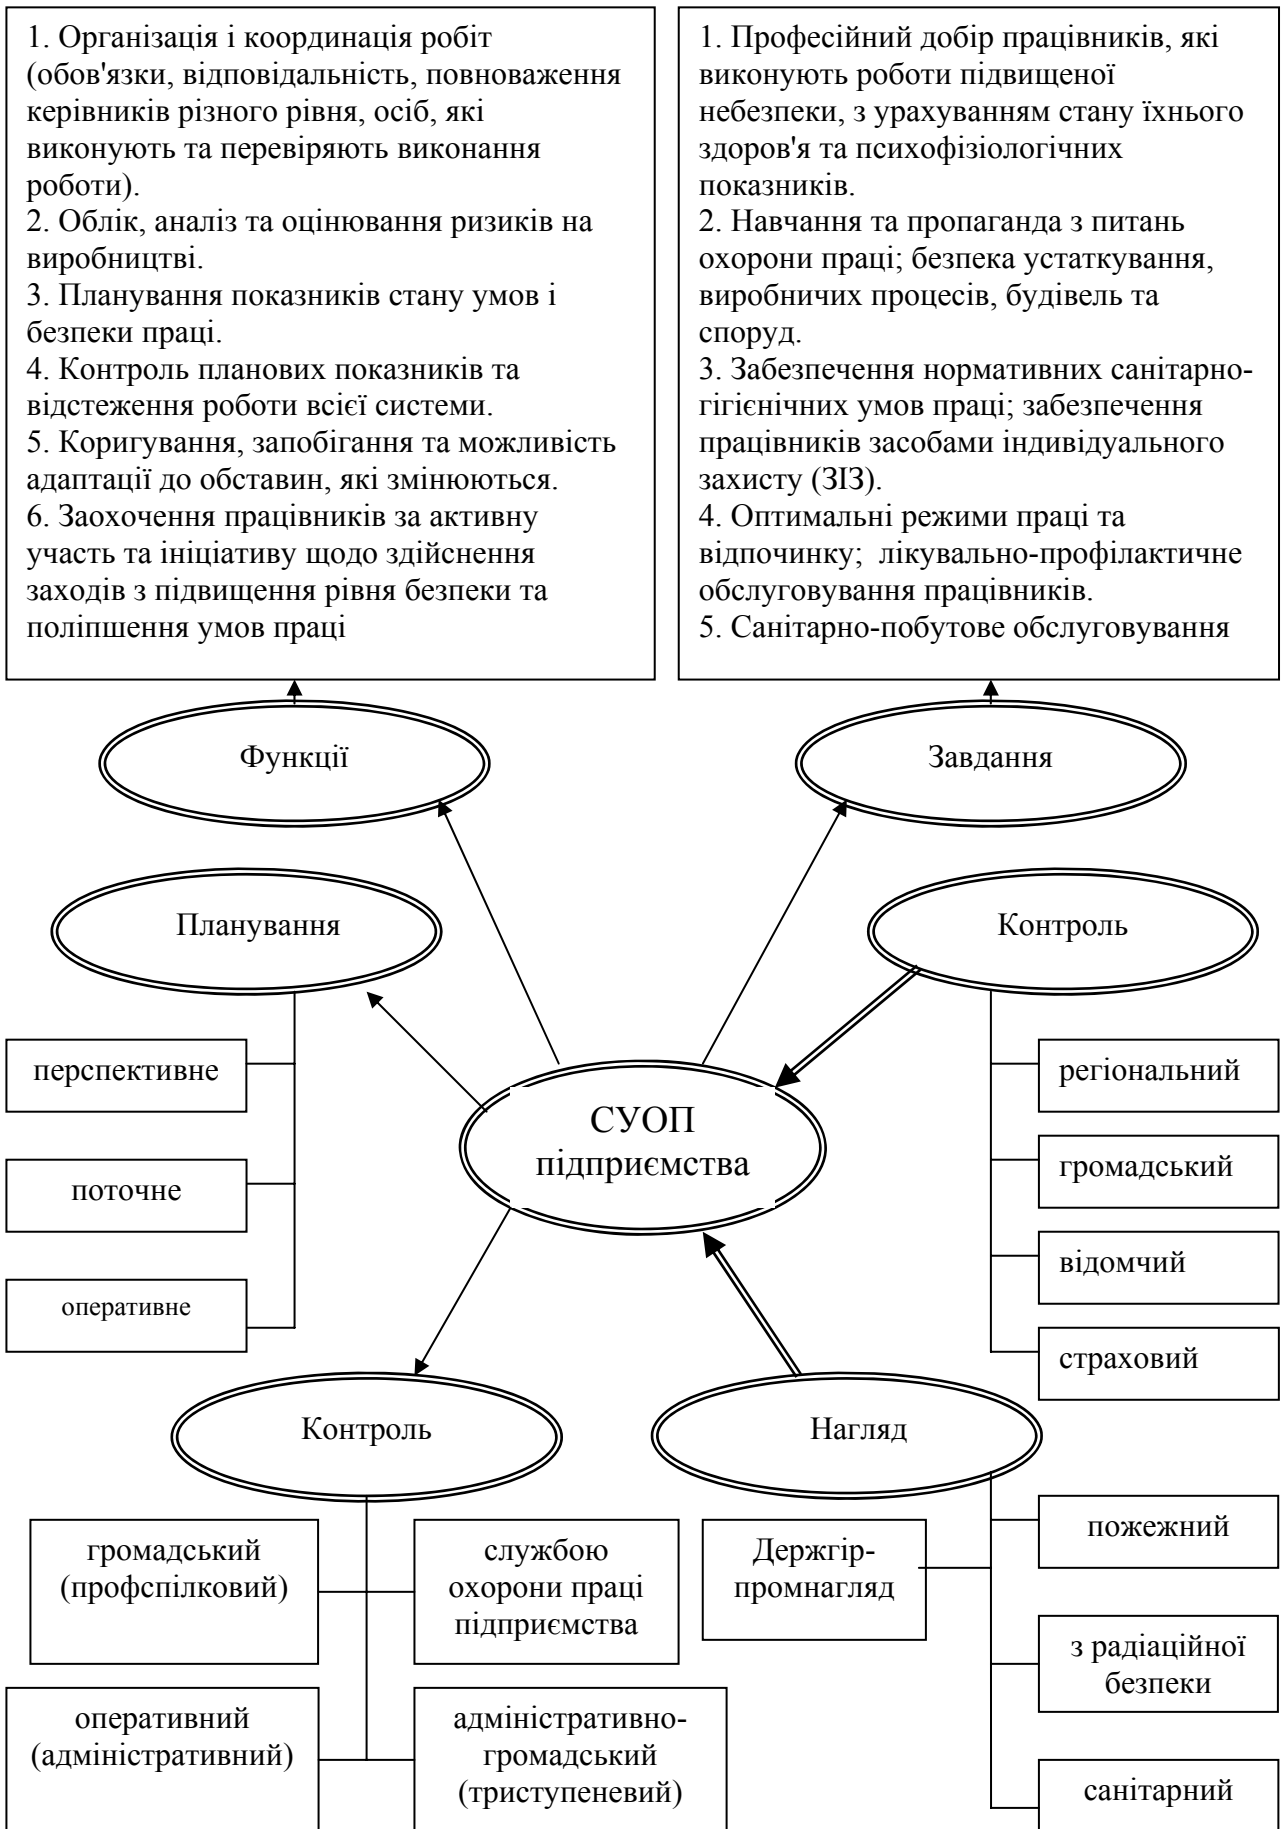 1. Організація і координація робіт
(обов'язки, відповідальність, повноваження
керівників різного рівня, осіб, які
виконують та перевіряють виконання
роботи).
2. Облік, аналіз та оцінювання ризиків на
виробництві.
3. Планування показників стану умов і
безпеки праці.
4. Контроль планових показників та
відстеження роботи всієї системи.
5. Коригування, запобігання та можливість
адаптації до обставин, які змінюються.
6. Заохочення працівників за активну
участь та ініціативу щодо здійснення
заходів з підвищення рівня безпеки та
поліпшення умов праці
1. Професійний добір працівників, які
виконують роботи підвищеної
небезпеки, з урахуванням стану їхнього
здоров'я та психофізіологічних
показників.
2. Навчання та пропаганда з питань
охорони праці; безпека устаткування,
виробничих процесів, будівель та
споруд.
3. Забезпечення нормативних санітарно-
гігієнічних умов праці; забезпечення
працівників засобами індивідуального
захисту (ЗІЗ).
4. Оптимальні режими праці та
відпочинку; лікувально-профілактичне
обслуговування працівників.
5. Санітарно-побутове обслуговування
Функції
Завдання
Планування
Контроль
перспективне
поточне
оперативне
СУОП
підприємства
регіональний
громадський
відомчий
страховий
Контроль
Нагляд
громадський
(профспілковий)
службою
охорони праці
підприємства
оперативний
(адміністративний)
адміністративно-
громадський
(триступеневий)
Держгір-
промнагляд
пожежний
з радіаційної
безпеки
санітарний